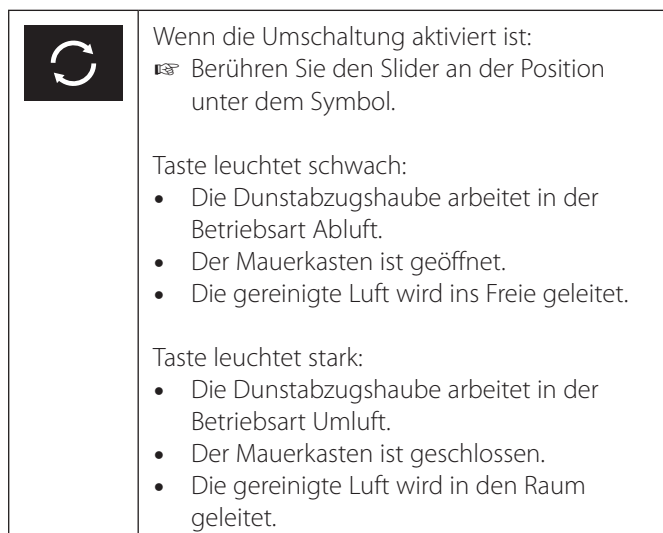 Wenn die Umschaltung aktiviert ist:
☞ Berühren Sie den Slider an der Position
unter dem Symbol.
Taste leuchtet schwach:
• Die Dunstabzugshaube arbeitet in der
Betriebsart Abluft.
• Der Mauerkasten ist geöffnet.
• Die gereinigte Luft wird ins Freie geleitet.
Taste leuchtet stark:
• Die Dunstabzugshaube arbeitet in der
Betriebsart Umluft.
• Der Mauerkasten ist geschlossen.
• Die gereinigte Luft wird in den Raum
geleitet.